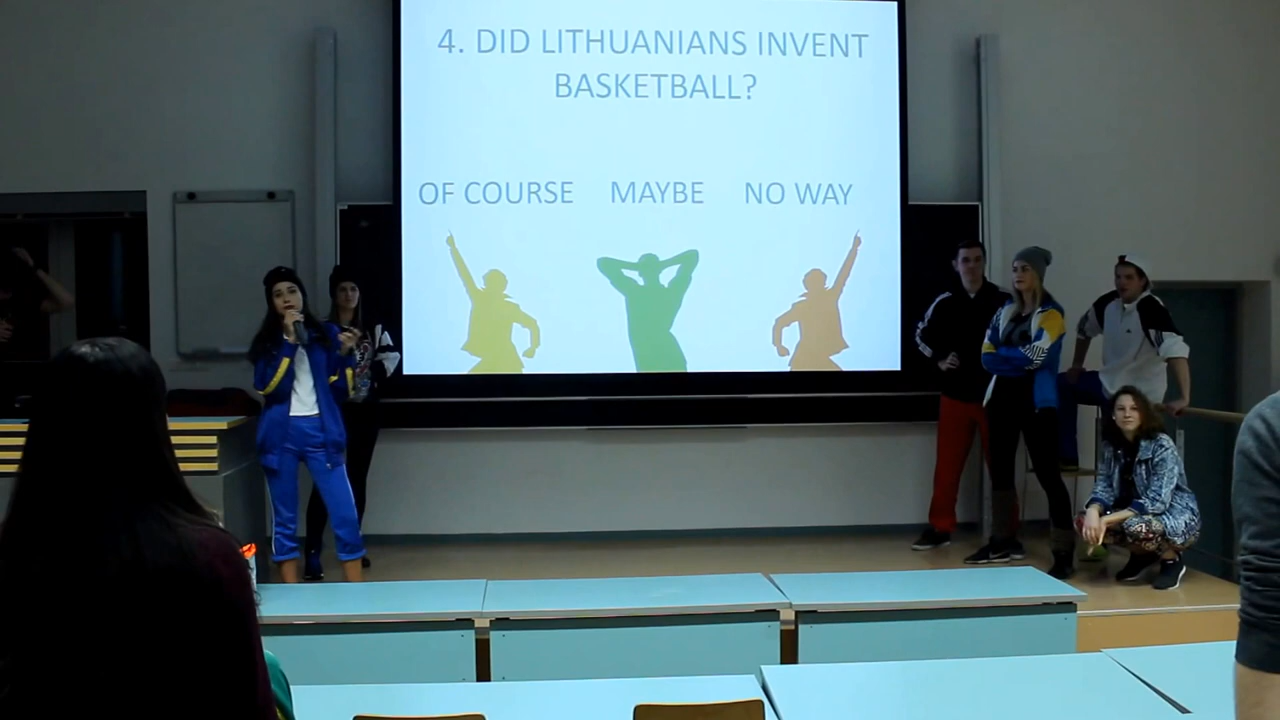 4. DID LITHUANIANS INVENT
BASKETBALL?
OF COURSE MAYBE NO WAY